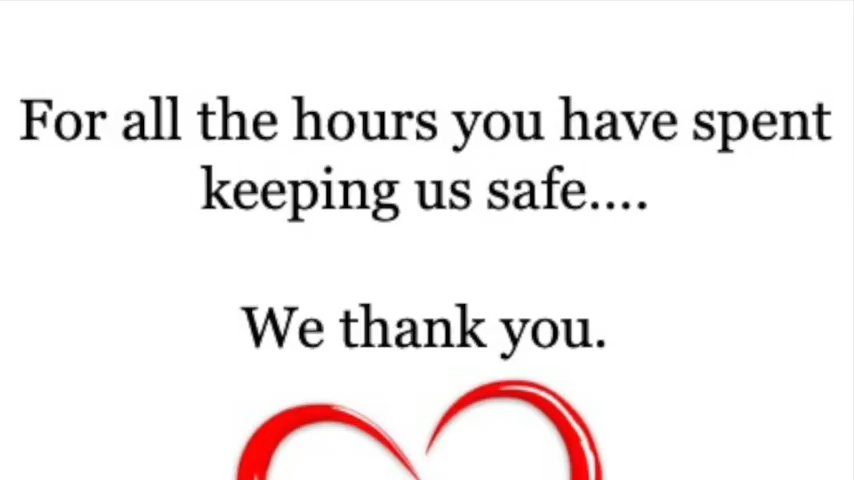 For all the hours you have spent
keeping us safe....
We thank you.